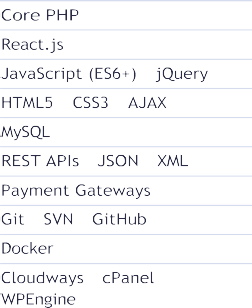 Core PHP
React.js
JavaScript (ES6+) jQuery
HTML5 CSS3 AJAX
MySQL
REST APIs JSON XML
Payment Gateways
Git SVN GitHub
Docker
Cloudways cPanel
WPEngine